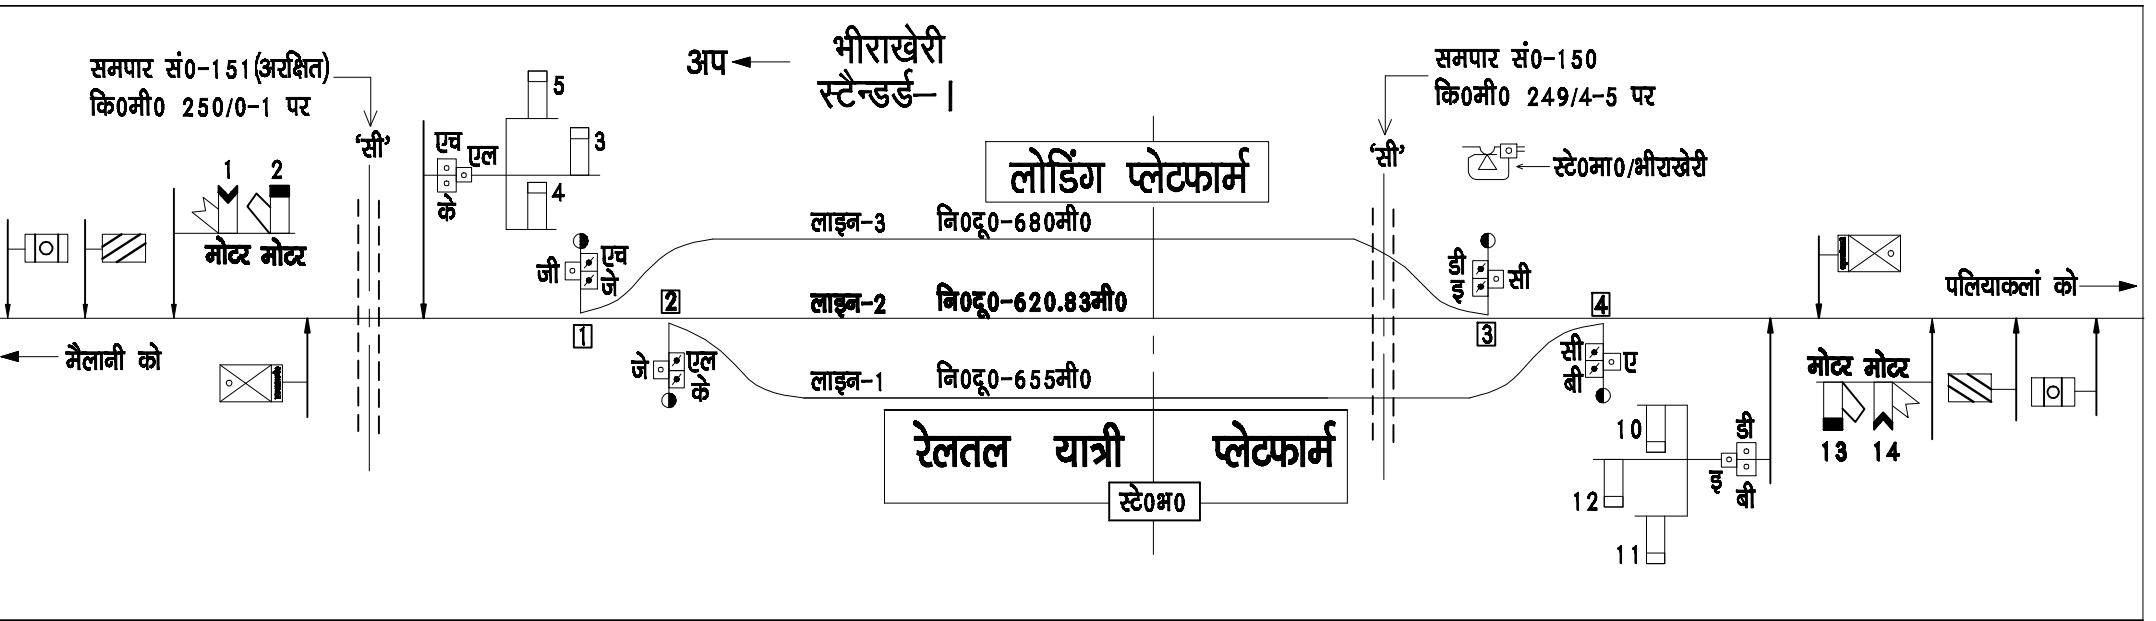 भीराखेरी
स्टैन्डर्ड–I
अप
समपार सं0-151(अरक्षित)
कि0मी0 250/0-1 पर
समपार सं0-150
कि0मी0 249/4-5 पर
5
3
4
'सी'
एच
एल
के
1
2
मोटर मोटर
लोडिंग प्लेटफार्म
'सी'
स्टे0मा0/भीराखेरी
लाइन-3 नि0दू0-680मी0
जी
एच
जे
डी
इ
सी
पलियाकलां को
2
लाइन-2 नि0दू0-620.83मी0
4
1
3
मैलानी को
जे
एल
के
लाइन-1 नि0दू0-655मी0
सी
बी
ए
मोटर मोटर
13 14
रेलतल यात्री प्लेटफार्म
स्टे0भ0
10
12
11
डी
इ
बी